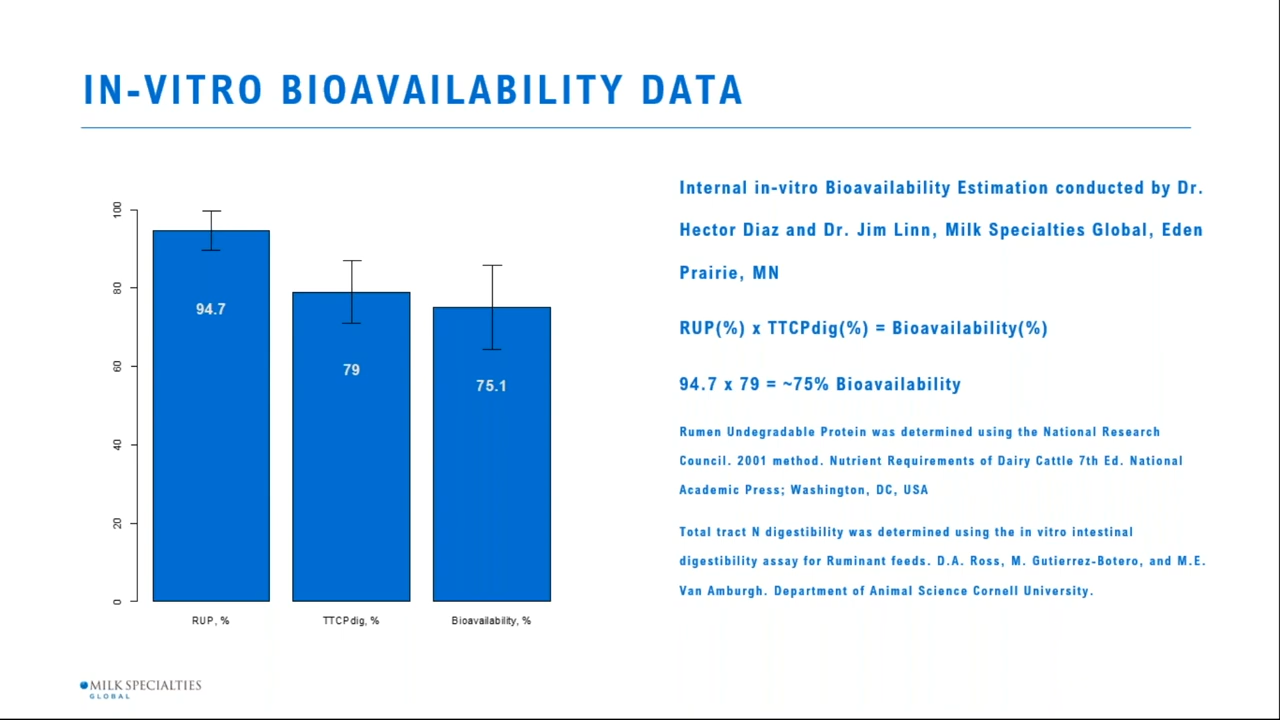 IN-VITRO BIOAVAILABILITY DATA
100
80
60
40
20
0
94.7
79
75.1
RUP, %
TTCPdig, %
Bioavailability, %
Internal in-vitro Bioavailability Estimation conducted by Dr.
Hector Diaz and Dr. Jim Linn, Milk Specialties Global, Eden
Prairie, MN
RUP(%) x TTCPdig(%) = Bioavailability(%)
94.7 x 79 = ~75% Bioavailability
Rumen Undegradable Protein was determined using the National Research
Council. 2001 method. Nutrient Requirements of Dairy Cattle 7th Ed. National
Academic Press; Washington, DC, USA
Total tract N digestibility was determined using the in vitro intestinal
digestibility assay for Ruminant feeds. D.A. Ross, M. Gutierrez-Botero, and M.E.
Van Amburgh. Department of Animal Science Cornell University.
MILK SPECIALTIES
GLOBAL